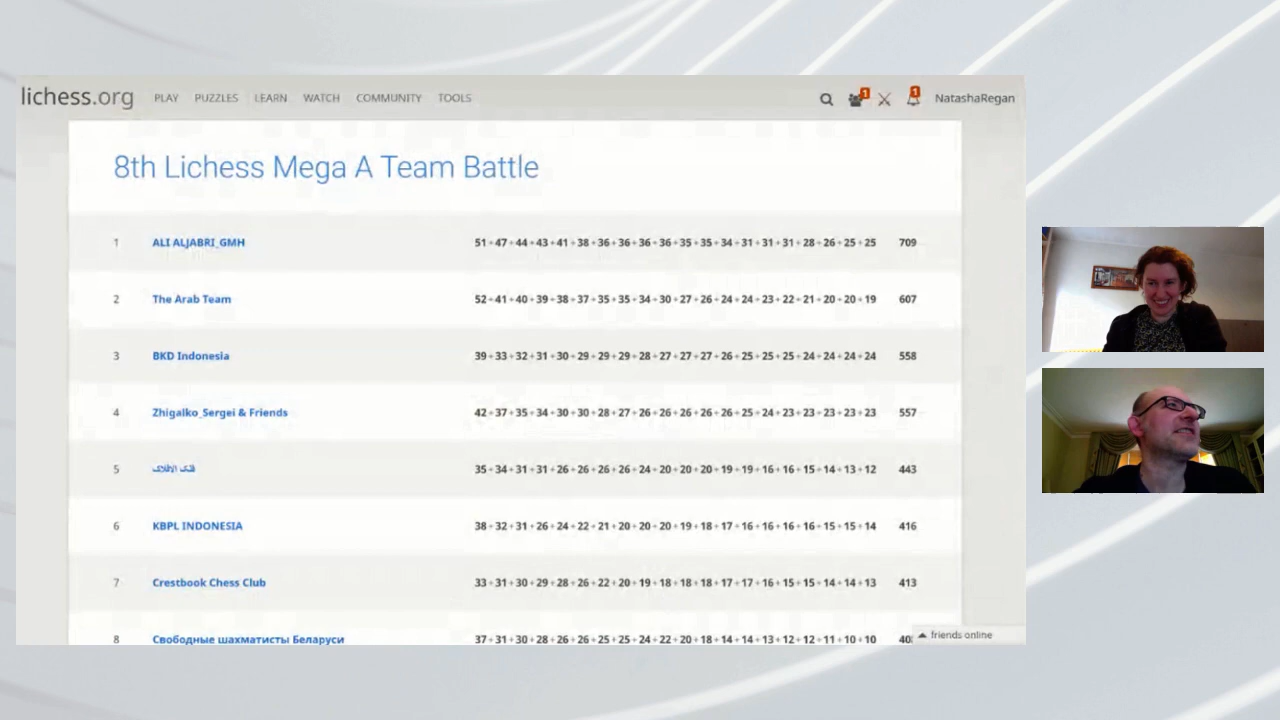 lichess.org PLAY PUZZLES LEARN WATCH COMMUNITY TOOLS 1 1 NatashaRegan
8th Lichess Mega A Team Battle
1 ALI ALJABRI_GMH 51+47+44+43+41+38+36+36+36+36+35+35+34+31+31+31+28+26+25+25 709
2 The Arab Team 52+41+40+39+38+37+35+35+34+30+27+26+24+24+23+22+21+20+20+19 607
3 BKD Indonesia 39+33+32+31+30+29+29+29+28+27+27+27+26+25+25+25+24+24+24+24 558
4 Zhigalko_Sergei & Friends 42+37+35+34+30+30+28+27+26+26+26+26+26+25+24+23+23+23+23+23 557
5 35+34+31+31+26+26+26+26+24+20+20+20+19+19+16+16+15+14+13+12 443
6 KBPL INDONESIA 38+32+31+26+24+22+21+20+20+20+19+18+17+16+16+16+16+15+15+14 416
7 Crestbook Chess Club 33+31+30+29+28+26+22+20+19+18+18+18+17+17+16+15+15+14+14+13 413
8 Свободные шахматисты Беларуси 37+31+30+28+26+26+25+25+24+22+20+18+14+14+13+12+12+11+10+10
friends online